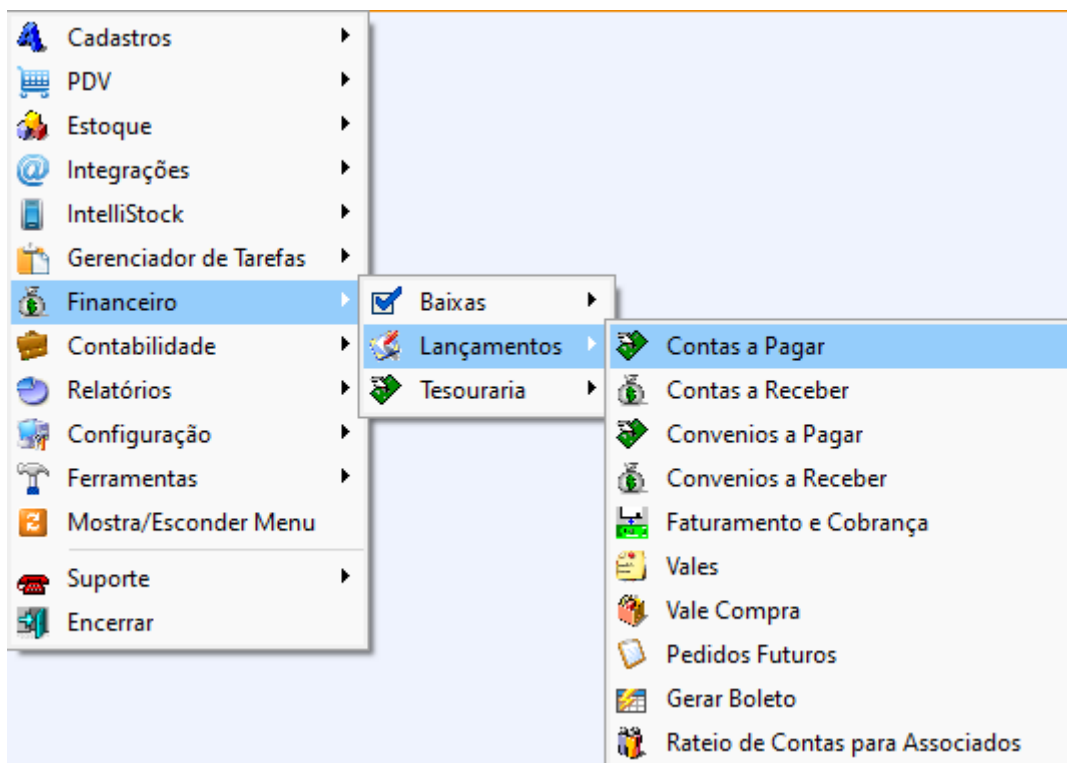 Cadastros
PDV
Estoque
Integrações
IntelliStock
Gerenciador de Tarefas
Financeiro
Contabilidade
Relatórios
Configuração
Ferramentas
Mostra/Esconder Menu
Suporte
Encerrar
Baixas
Lançamentos
Tesouraria
Contas a Pagar
Contas a Receber
Convenios a Pagar
Convenios a Receber
Faturamento e Cobrança
Vales
Vale Compra
Pedidos Futuros
Gerar Boleto
Rateio de Contas para Associados